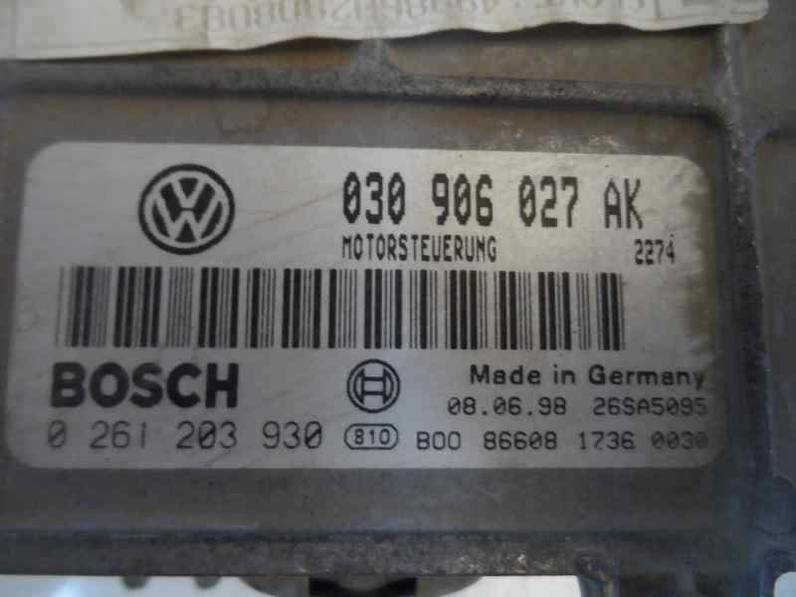 030 906 027 AK
MOTORSTEUERUNG 2274
BOSCH
Made in Germany
08.06.98 26SA5095
0 261 203 930 810 B00 86608 1736 0030